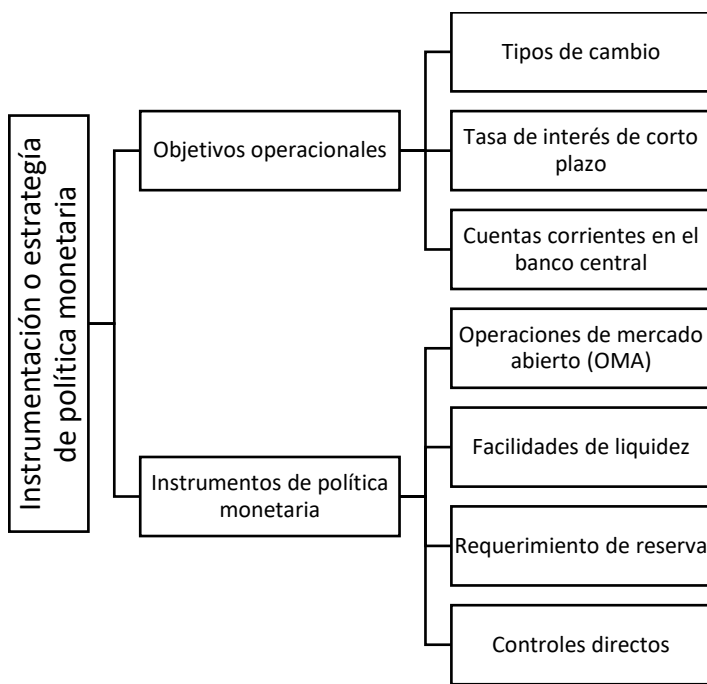 Instrumentación o estrategía
de política monetaria
Objetivos operacionales
Tipos de cambio
Tasa de interés de corto
plazo
Cuentas corrientes en el
banco central
Instrumentos de política
monetaria
Operaciones de mercado
abierto (OMA)
Facilidades de liquidez
Requerimiento de reserva
Controles directos